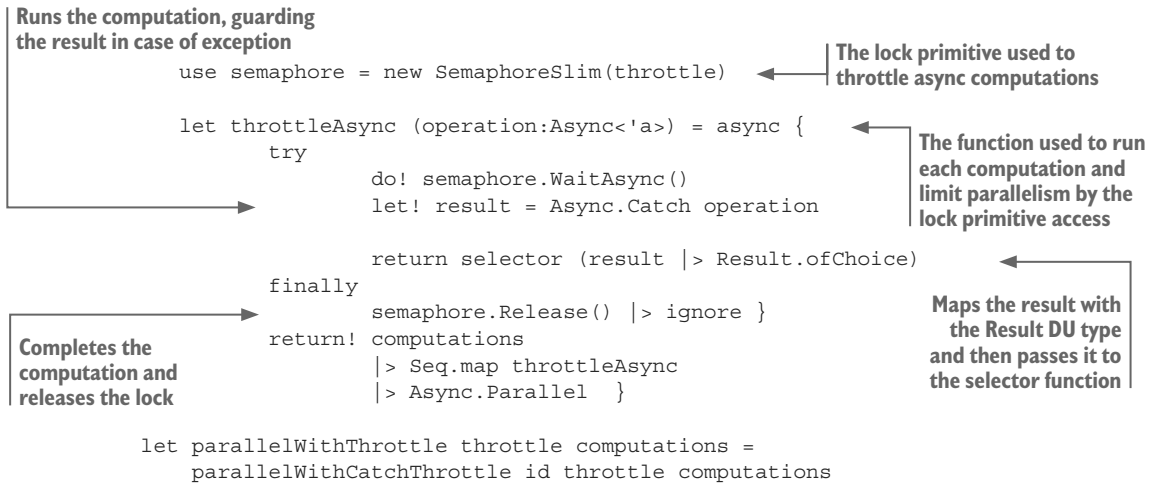 Runs the computation, guarding
the result in case of exception
use semaphore = new SemaphoreSlim(throttle)
The lock primitive used to
throttle async computations
let throttleAsync (operation:Async<'a>) = async {
try
do! semaphore.WaitAsync()
let! result = Async.Catch operation
The function used to run
each computation and
limit parallelism by the
lock primitive access
return selector (result |> Result.ofChoice)
finally
semaphore.Release() |> ignore }
return! computations
|> Seq.map throttleAsync
|> Async.Parallel }
Maps the result with
the Result DU type
and then passes it to
the selector function
Completes the
computation and
releases the lock
let parallelWithThrottle throttle computations =
parallelWithCatchThrottle id throttle computations